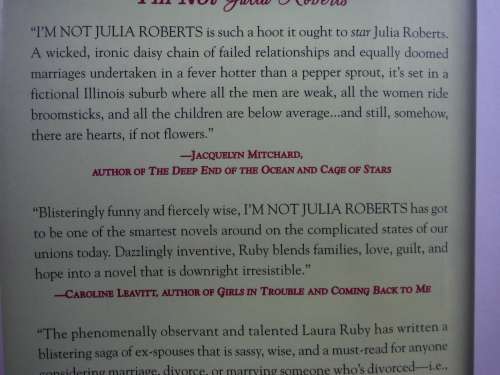 I'm Not Julia Roberts
“I'M NOT JULIA ROBERTS is such a hoot it ought to star Julia Roberts.
A wicked, ironic daisy chain of failed relationships and equally doomed
marriages undertaken in a fever hotter than a pepper sprout, it's set in a
fictional Illinois suburb where all the men are weak, all the women ride
broomsticks, and all the children are below average...and still, somehow,
there are hearts, if not flowers.”
—JACQUELYN MITCHARD,
AUTHOR OF THE DEEP END OF THE OCEAN AND CAGE OF STARS
“Blisteringly funny and fiercely wise, I'M NOT JULIA ROBERTS has got
to be one of the smartest novels around on the complicated states of our
unions today. Dazzlingly inventive, Ruby blends families, love, guilt, and
hope into a novel that is downright irresistible.”
—CAROLINE LEAVITT, AUTHOR OF GIRLS IN TROUBLE AND COMING BACK TO ME
“The phenomenally observant and talented Laura Ruby has written a
blistering saga of ex-spouses that is sassy, wise, and a must-read for anyone
considering marriage, divorce, or marrying someone who's divorced—i.e.,